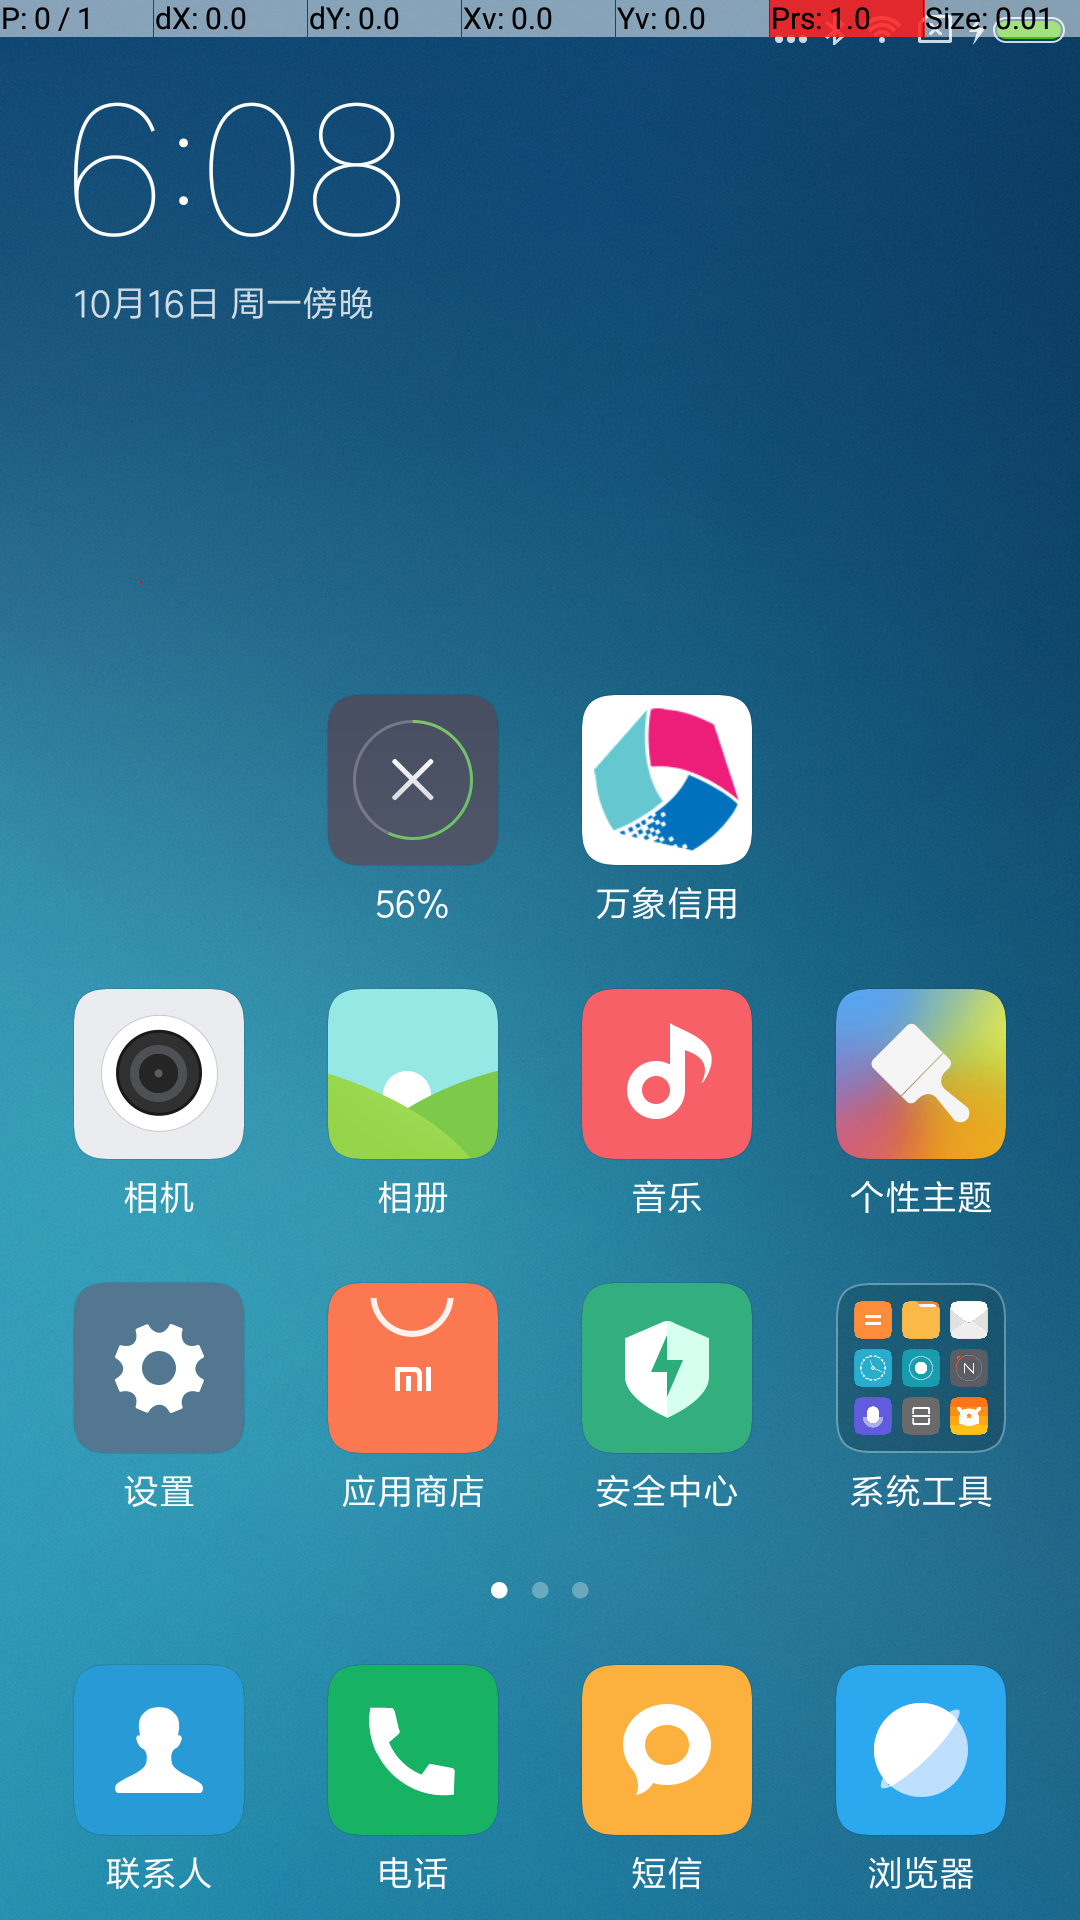 P: 0 / 1 dX: 0.0 dY: 0.0 Xv: 0.0 Yv: 0.0 Prs: 1.0 Size: 0.01
6:08
10月16日 周一傍晚
56% 万象信用
相机 相册 音乐 个性主题
设置 应用商店 安全中心 系统工具
联系人 电话 短信 浏览器